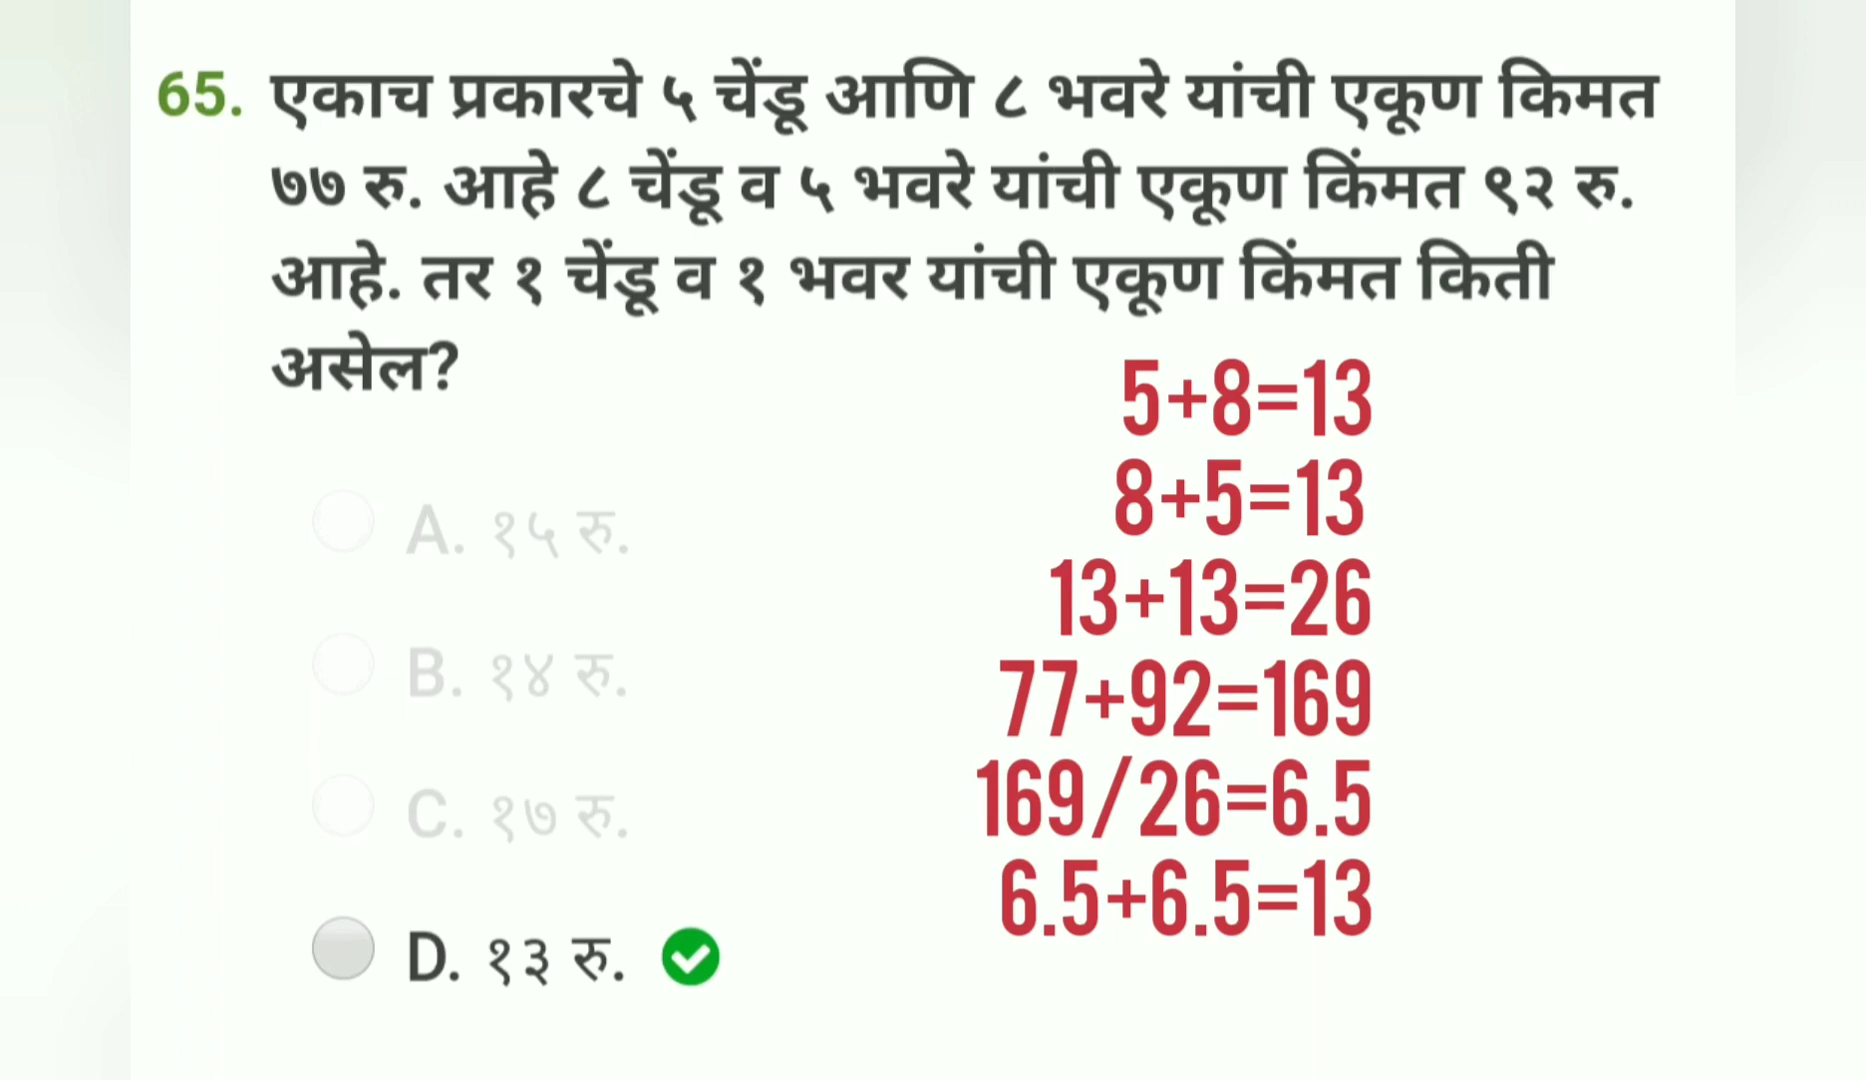 65. एकाच प्रकारचे ५ चेंडू आणि ८ भवरे यांची एकूण किमत
७७ रु. आहे ८ चेंडू व ५ भवरे यांची एकूण किंमत ९२ रु.
आहे. तर १ चेंडू व १ भवर यांची एकूण किंमत किती
असेल?
5+8=13
8+5=13
13+13=26
77+92=169
169/26=6.5
6.5+6.5=13
A. १५ रु.
B. १४ रु.
C. १७ रु.
D. १३ रु.